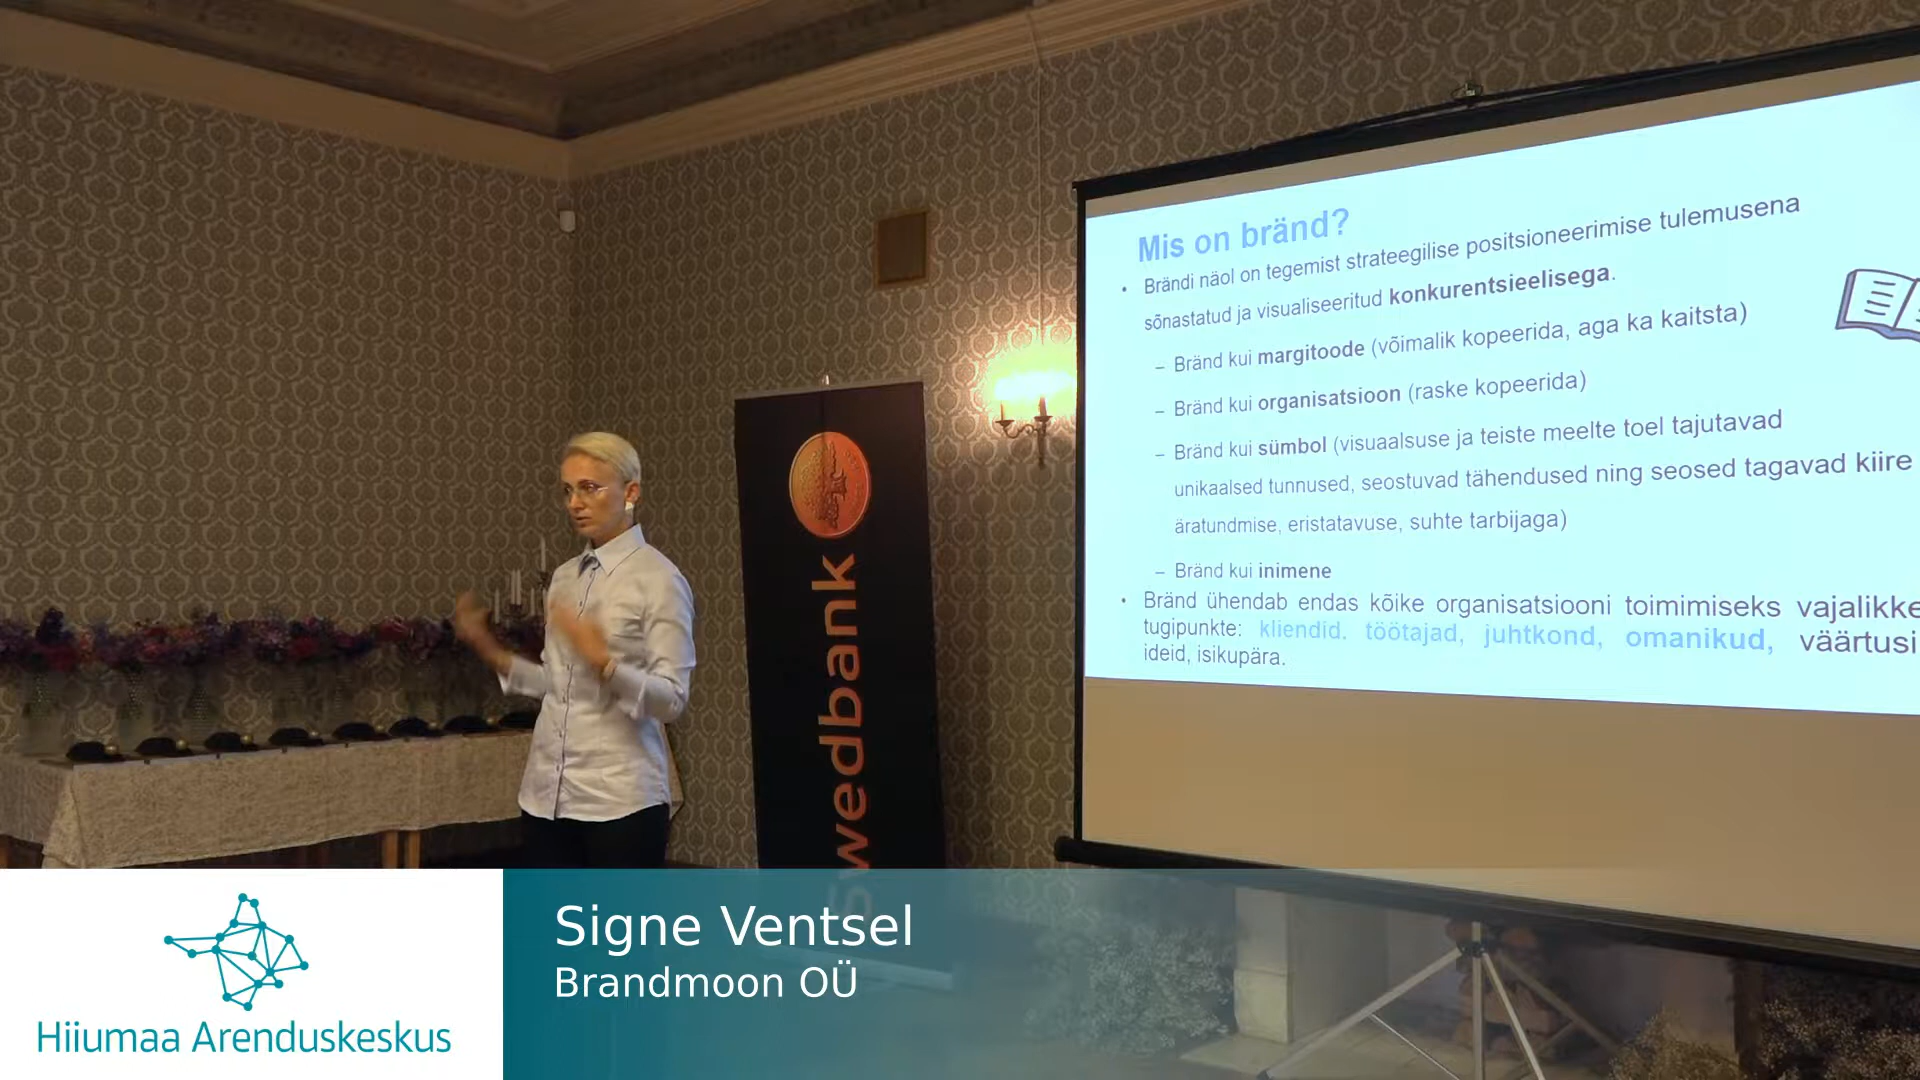 Mis on bränd?
• Brändi näol on tegemist strateegilise positsioneerimise tulemusena
sõnastatud ja visualiseeritud konkurentsieelisega.
– Bränd kui margitoode (võimalik kopeerida, aga ka kaitsta)
– Bränd kui organisatsioon (raske kopeerida)
– Bränd kui sümbol (visuaalsuse ja teiste meelte toel tajutavad
unikaalsed tunnused, seostuvad tähendused ning seosed tagavad kiire
äratundmise, eristatavuse, suhte tarbijaga)
– Bränd kui inimene
• Bränd ühendab endas kõike organisatsiooni toimimiseks vajalikke
tugipunkte: kliendid, töötajad, juhtkond, omanikud, väärtusi
ideid, isikupära.
Swedbank
Signe Ventsel
Brandmoon OÜ
Hiiumaa Arenduskeskus